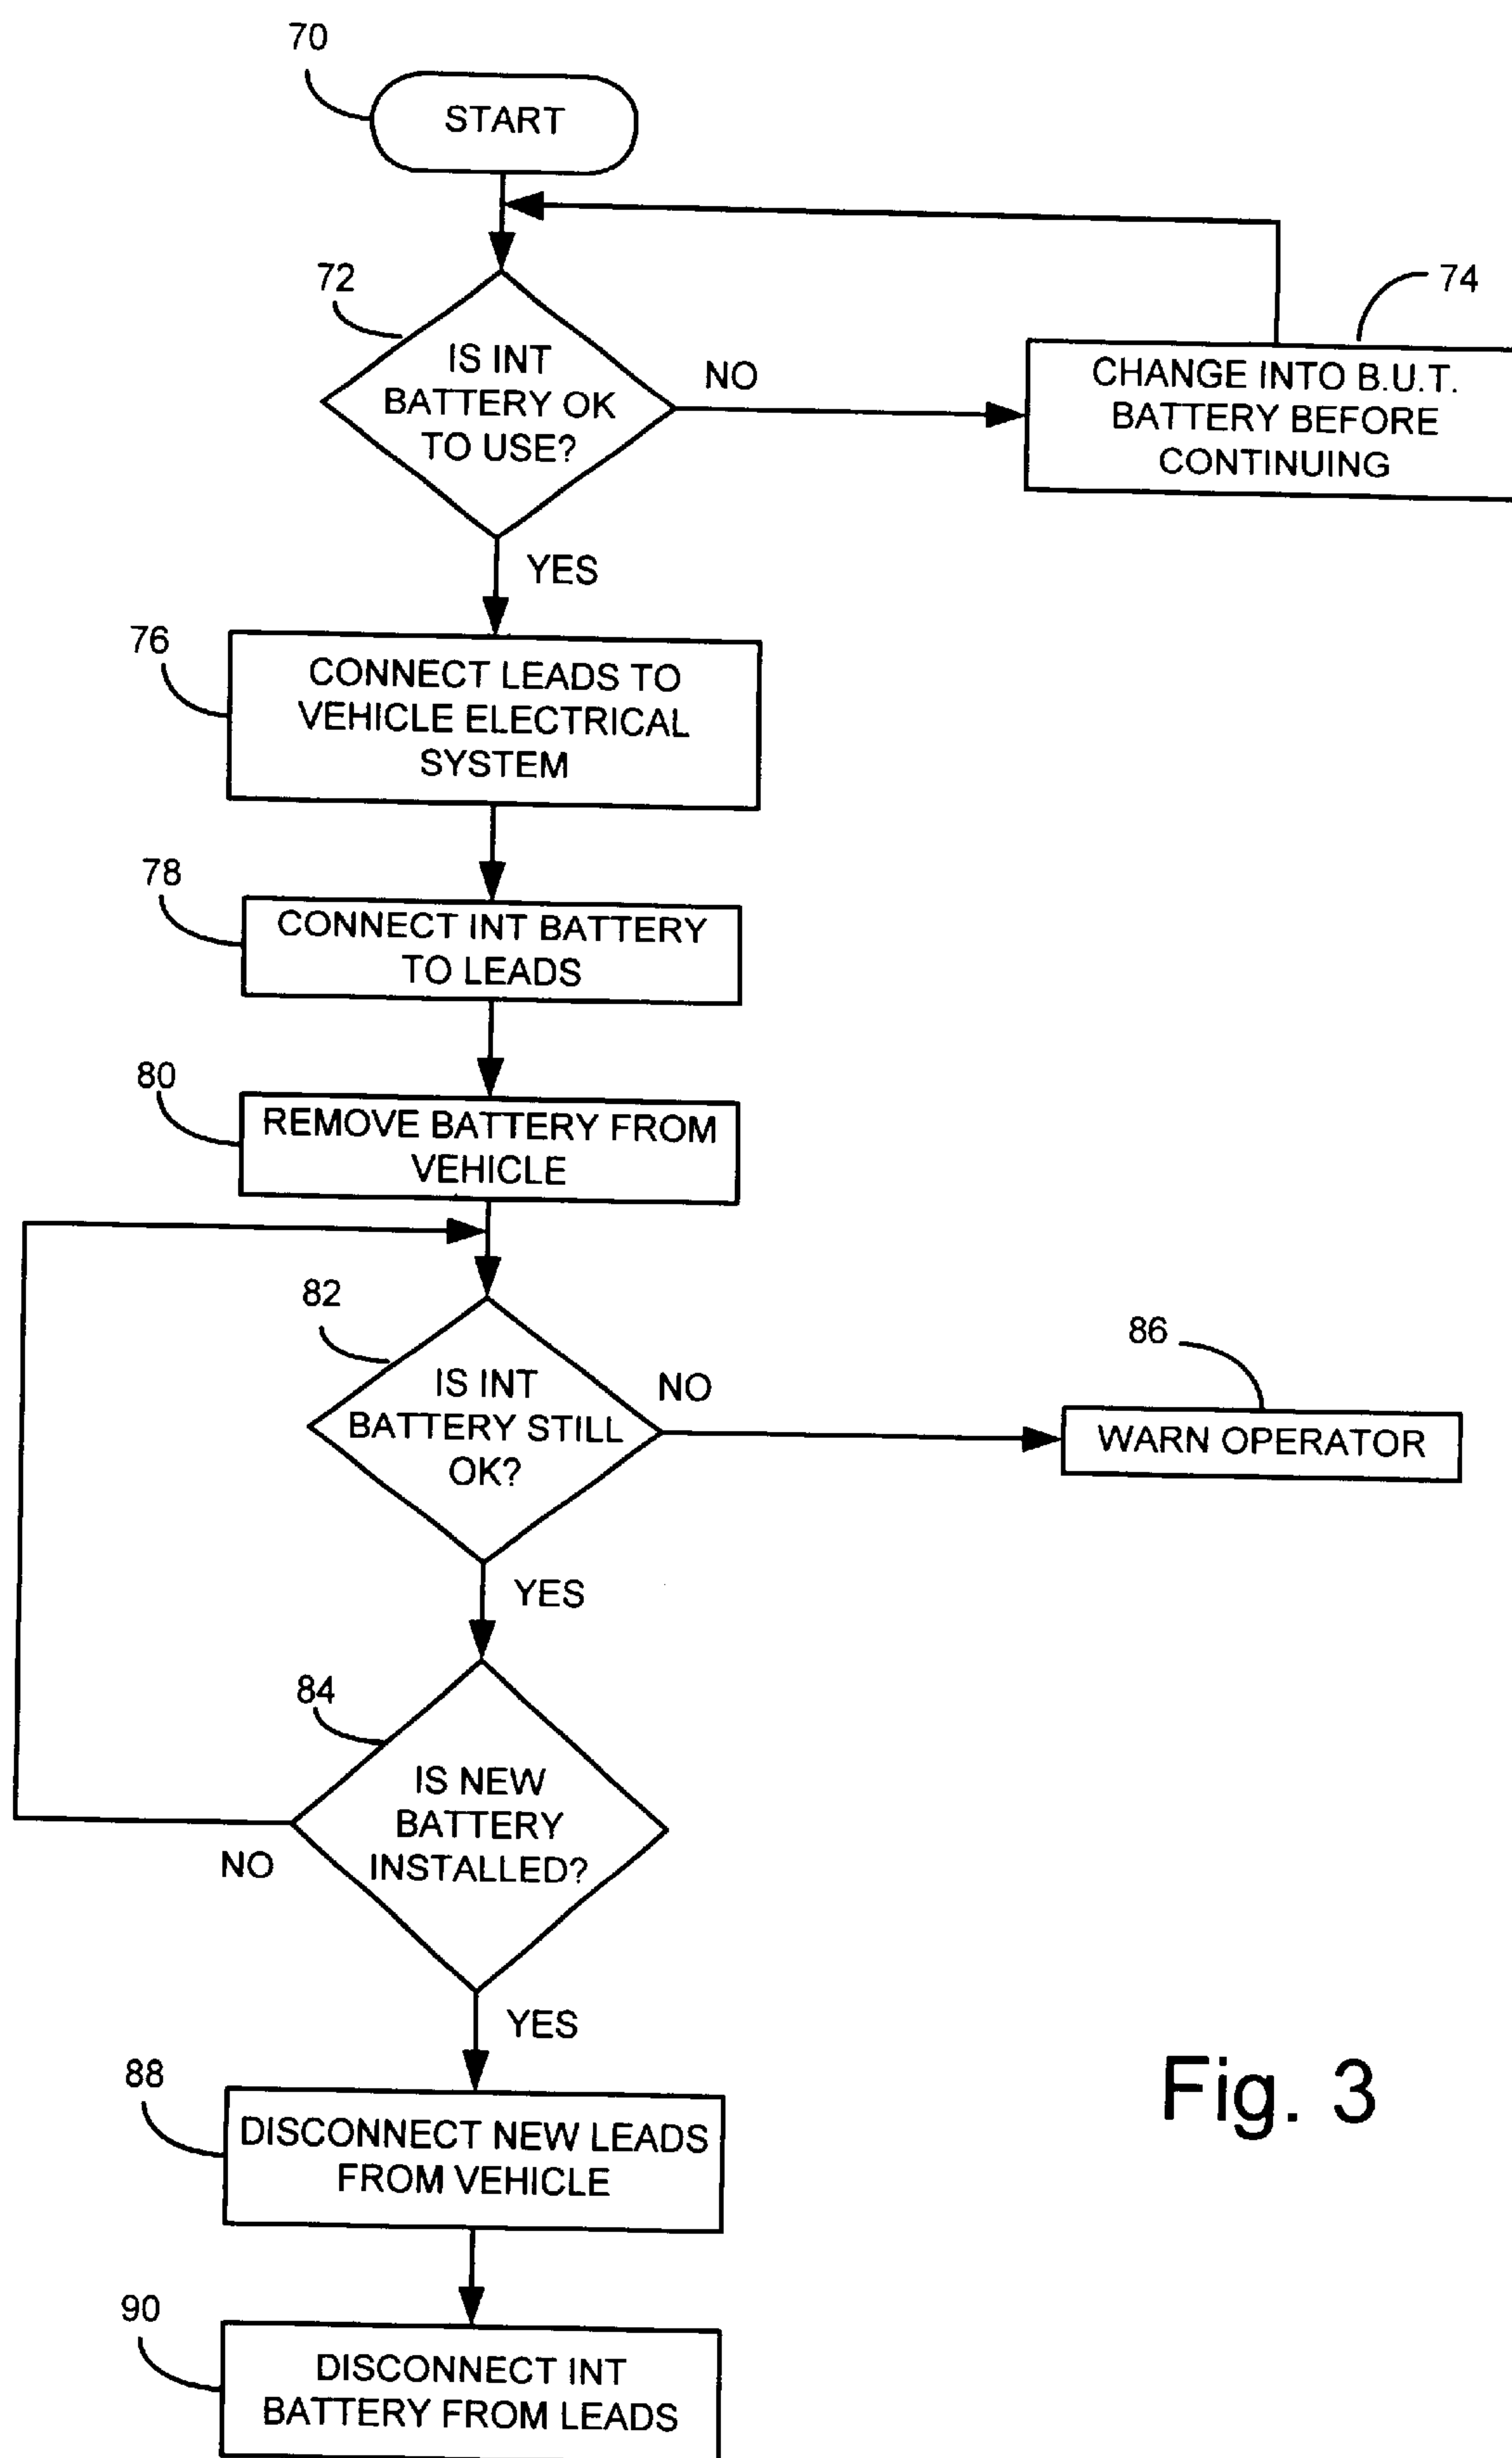 70
START
72
IS INT
BATTERY OK
TO USE?
NO
74
CHANGE INTO B.U.T.
BATTERY BEFORE
CONTINUING
YES
76
CONNECT LEADS TO
VEHICLE ELECTRICAL
SYSTEM
78
CONNECT INT BATTERY
TO LEADS
80
REMOVE BATTERY FROM
VEHICLE
82
IS INT
BATTERY STILL
OK?
NO
86
WARN OPERATOR
YES
84
IS NEW
BATTERY
INSTALLED?
NO
YES
88
DISCONNECT NEW LEADS
FROM VEHICLE
Fig. 3
90
DISCONNECT INT
BATTERY FROM LEADS